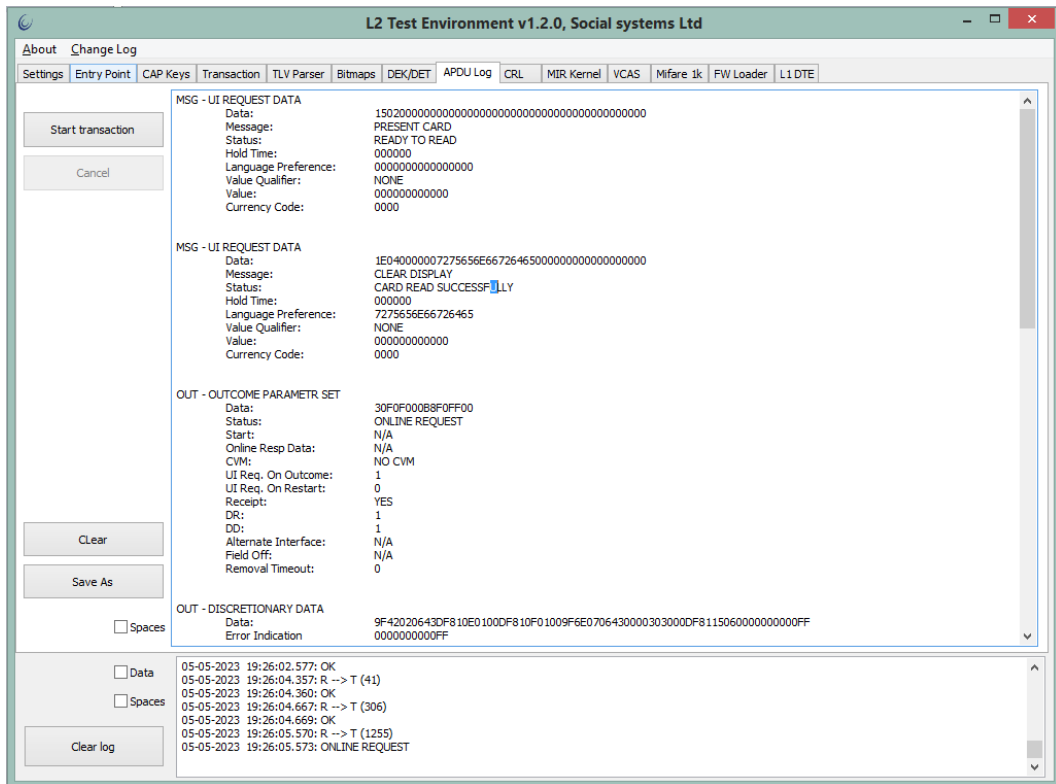 L2 Test Environment v1.2.0, Social systems Ltd
About Change Log
Settings Entry Point CAP Keys Transaction TLV Parser Bitmaps DEK/DET APDU Log CRL MIR Kernel VCAS Mifare 1k FW Loader L1 DTE
Start transaction
Cancel
MSG - UI REQUEST DATA
Data: 15020000000000000000000000000000000000000000
Message: PRESENT CARD
Status: READY TO READ
Hold Time: 000000
Language Preference: 0000000000000000
Value Qualifier: NONE
Value: 000000000000
Currency Code: 0000
MSG - UI REQUEST DATA
Data: 1E040000007275656E667264650000000000000000000
Message: CLEAR DISPLAY
Status: CARD READ SUCCESSFULLY
Hold Time: 000000
Language Preference: 7275656E66726465
Value Qualifier: NONE
Value: 000000000000
Currency Code: 0000
OUT - OUTCOME PARAMETR SET
Data: 30F0F000B8F0FF00
Status: ONLINE REQUEST
Start: N/A
Online Resp Data: N/A
CVM: NO CVM
UI Req. On Outcome: 1
UI Req. On Restart: 0
Receipt: YES
DR: 1
DD: 1
Alternate Interface: N/A
Field Off: N/A
Removal Timeout: 0
OUT - DISCRETIONARY DATA
Data: 9F42020643DF810E0100DF810F01009F6E0706430000303000DF8115060000000000FF
Error Indication 0000000000FF
CLear
Save As
Spaces
Data
Spaces
Clear log
05-05-2023 19:26:02.577: OK
05-05-2023 19:26:04.357: R --> T (41)
05-05-2023 19:26:04.360: OK
05-05-2023 19:26:04.667: R --> T (306)
05-05-2023 19:26:04.669: OK
05-05-2023 19:26:05.570: R --> T (1255)
05-05-2023 19:26:05.573: ONLINE REQUEST